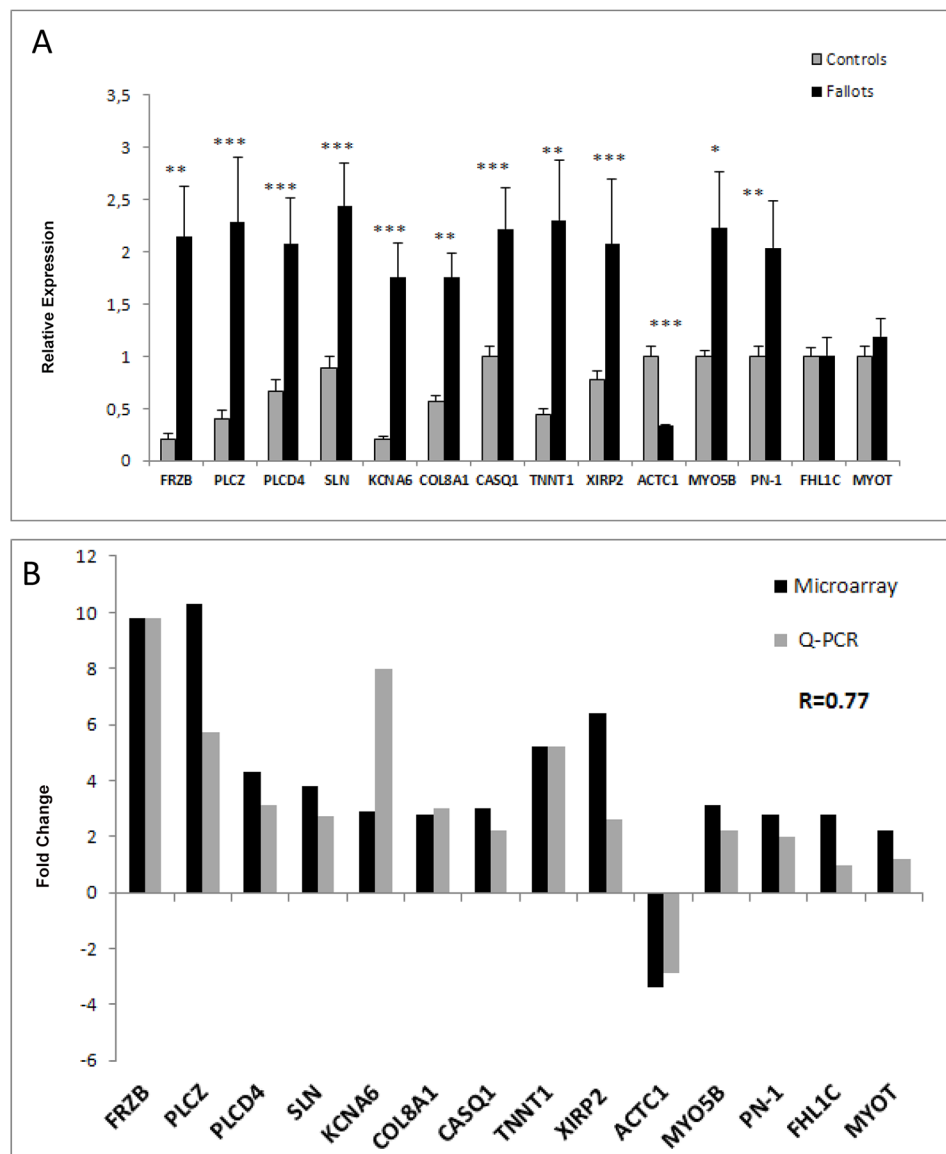 A
Controls
Fallots
3,5
3
2,5
2
1,5
1
0,5
0
Relative Expression
** *** *** *** *** ** *** ** *** *** * **
FRZB PLCZ PLCD4 SLN KCNA6 COL8A1 CASQ1 TNNT1 XIRP2 ACTC1 MYO5B PN-1 FHL1C MYOT
B
Microarray
Q-PCR
R=0.77
12
10
8
6
4
2
0
-2
-4
-6
Fold Change
FRZB PLCZ PLCD4 SLN KCNA6 COL8A1 CASQ1 TNNT1 XIRP2 ACTC1 MYO5B PN-1 FHL1C MYOT